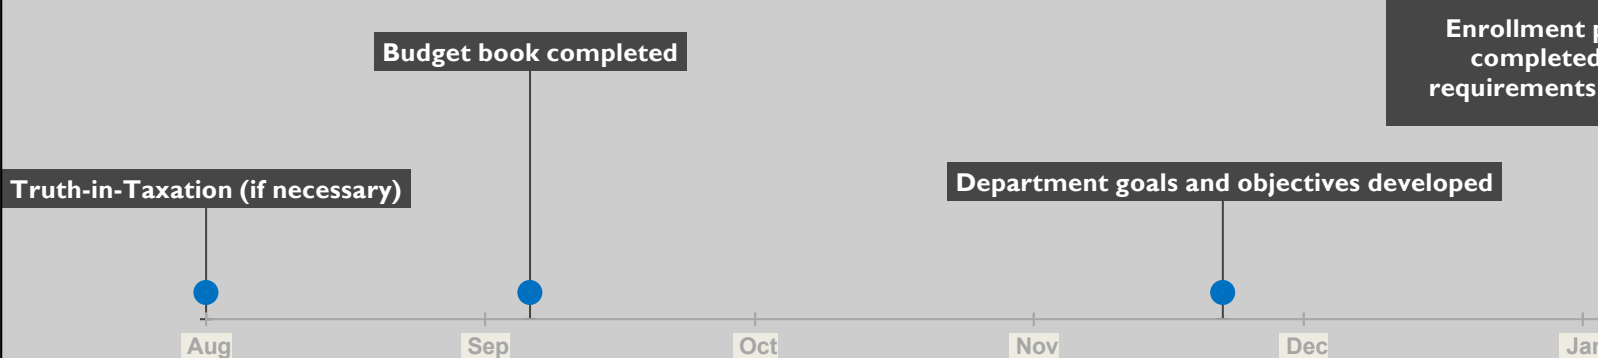 Enrollment
completed
requirements
Budget book completed
Department goals and objectives developed
Truth-in-Taxation (if necessary)
Aug
Sep
Oct
Nov
Dec
Jan